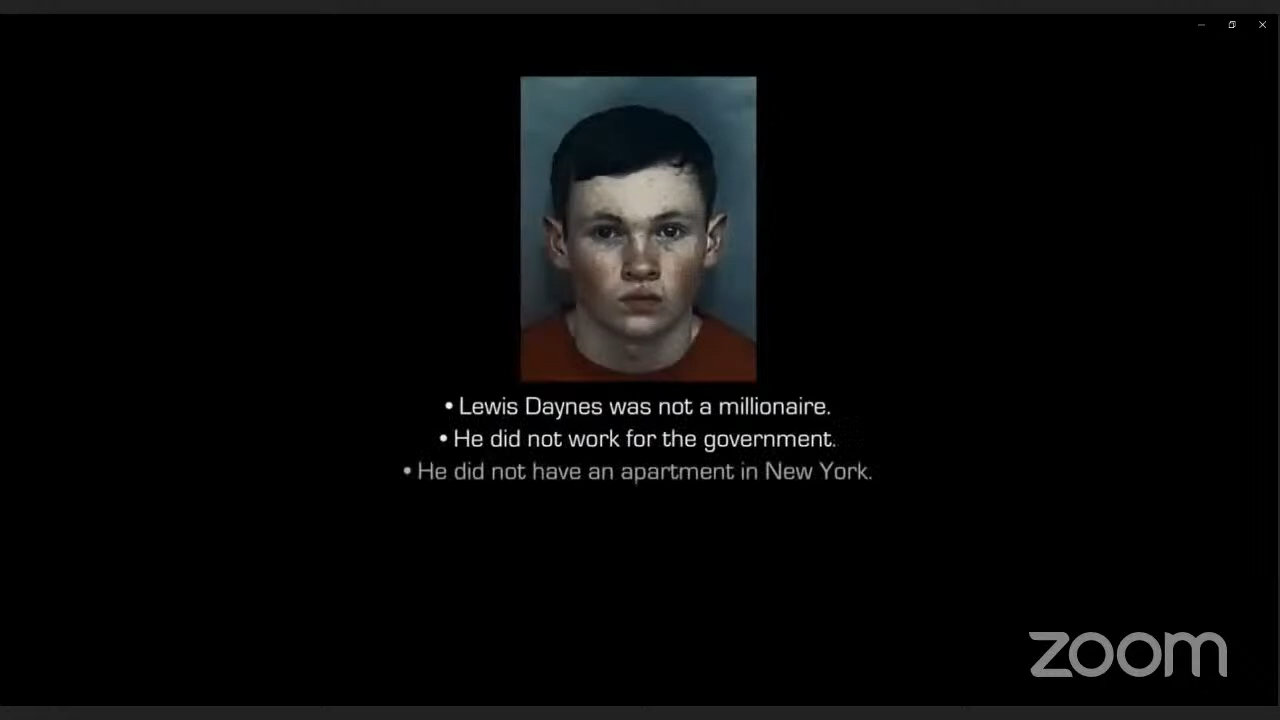 • Lewis Daynes was not a millionaire.
• He did not work for the government.
• He did not have an apartment in New York.
zoom